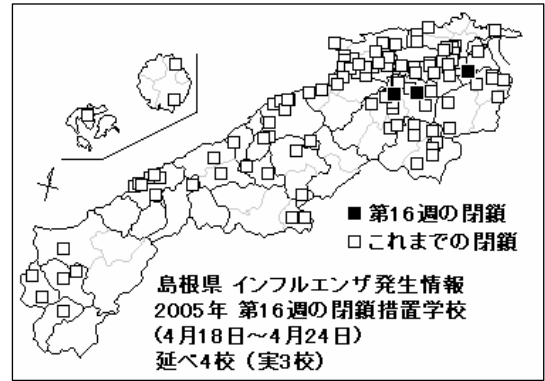 ■ 第16週の閉鎖
□ これまでの閉鎖
島根県 インフルエンザ発生情報
2005年 第16週の閉鎖措置学校
(4月18日～4月24日)
延べ4校 (実3校)